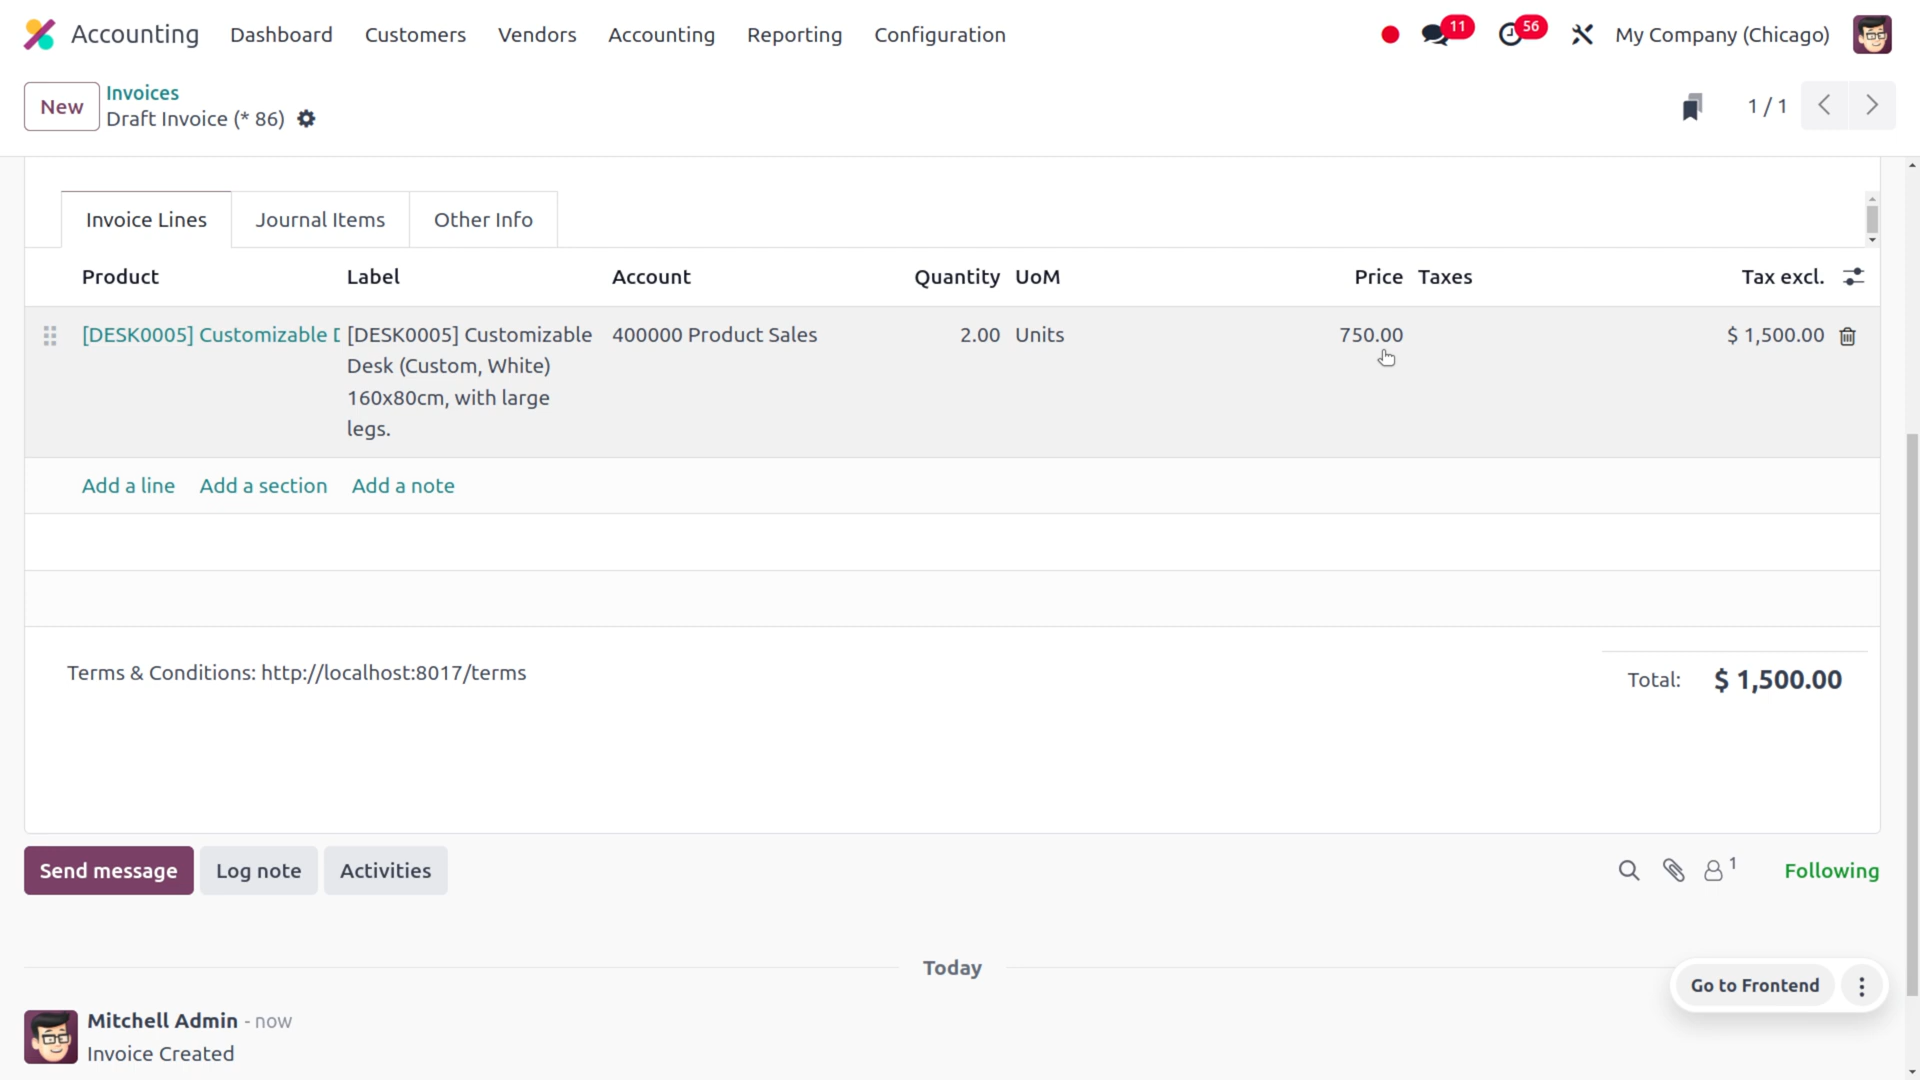 Accounting Dashboard Customers Vendors Accounting Reporting Configuration 11 56 My Company (Chicago)
New Invoices 1 / 1
Draft Invoice (* 86)
Invoice Lines Journal Items Other Info
Product Label Account Quantity UoM Price Taxes Tax excl.
[DESK0005] Customizable D [DESK0005] Customizable 400000 Product Sales 2.00 Units 750.00 $ 1,500.00
Desk (Custom, White)
160x80cm, with large
legs.
Add a line Add a section Add a note
Terms & Conditions: http://localhost:8017/terms Total: $ 1,500.00
Send message Log note Activities 1 Following
Today
Go to Frontend
Mitchell Admin - now
Invoice Created